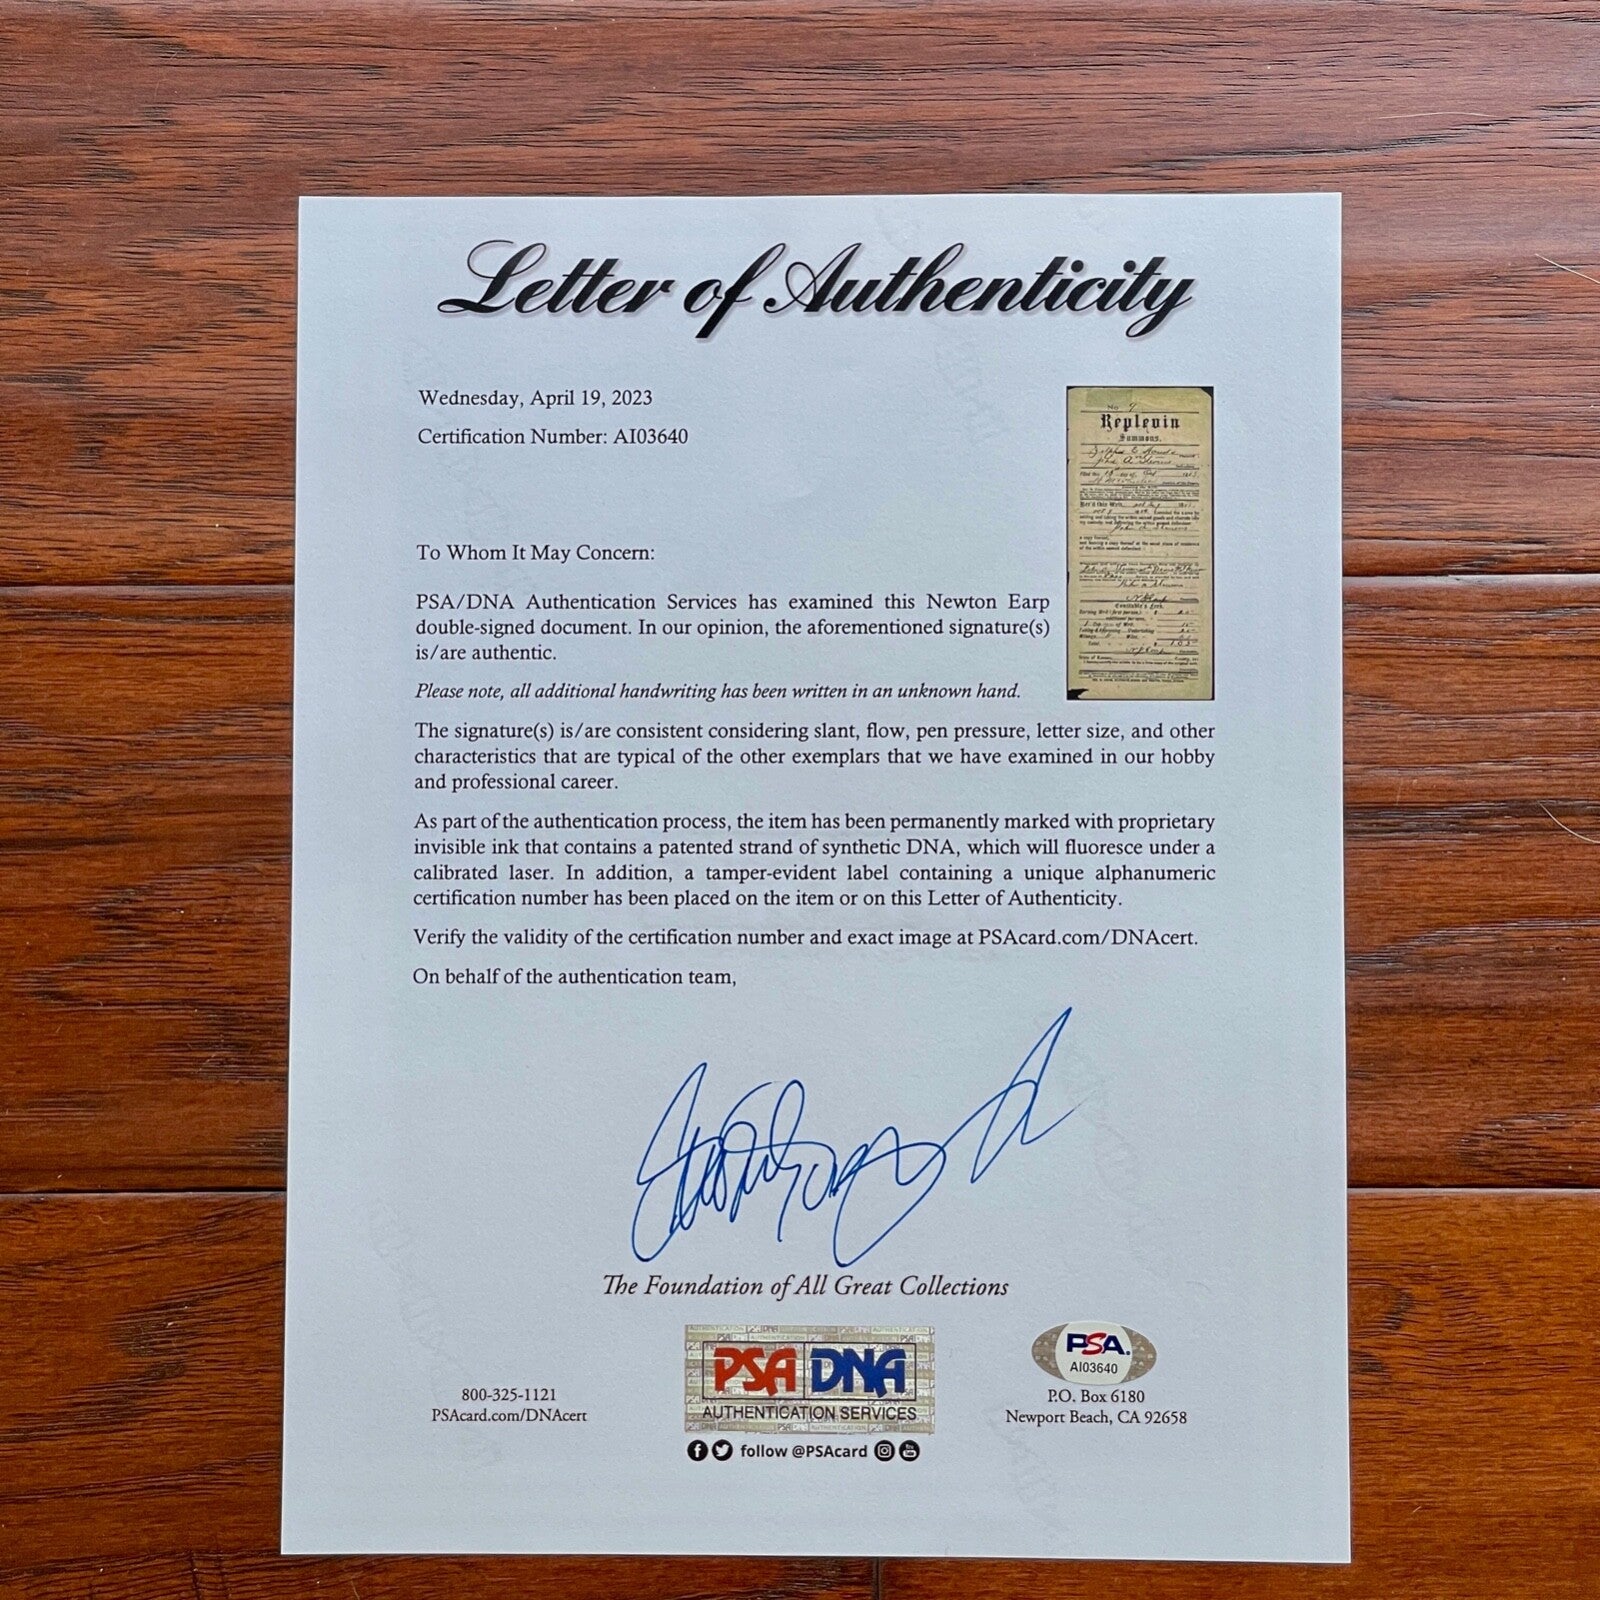 Letter of Authenticity
Wednesday, April 19, 2023
Certification Number: AI03640
No 9
Replevin
Summons.
To Whom It May Concern:
PSA/DNA Authentication Services has examined this Newton Earp
double-signed document. In our opinion, the aforementioned signature(s)
is/are authentic.
Please note, all additional handwriting has been written in an unknown hand.
The signature(s) is/are consistent considering slant, flow, pen pressure, letter size, and other
characteristics that are typical of the other exemplars that we have examined in our hobby
and professional career.
As part of the authentication process, the item has been permanently marked with proprietary
invisible ink that contains a patented strand of synthetic DNA, which will fluoresce under a
calibrated laser. In addition, a tamper-evident label containing a unique alphanumeric
certification number has been placed on the item or on this Letter of Authenticity.
Verify the validity of the certification number and exact image at PSAcard.com/DNAcert.
On behalf of the authentication team,
The Foundation of All Great Collections
800-325-1121
PSAcard.com/DNAcert
PSA DNA
AUTHENTICATION SERVICES
follow @PSAcard
PSA.
AI03640
P.O. Box 6180
Newport Beach, CA 92658